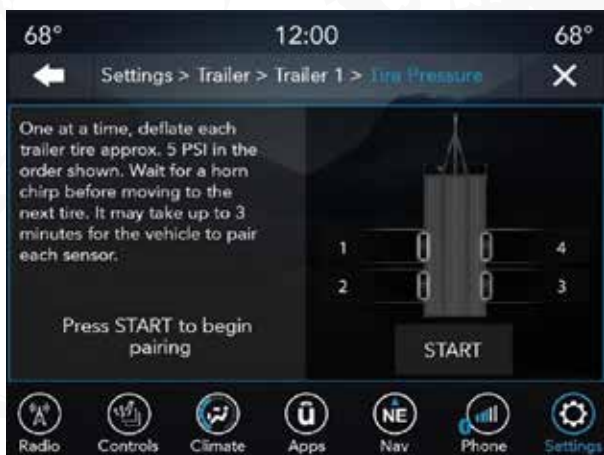 68° 12:00 68°
Settings > Trailer > Trailer 1 > Tire Pressure
One at a time, deflate each
trailer tire approx. 5 PSI in the
order shown. Wait for a horn
chirp before moving to the
next tire. It may take up to 3
minutes for the vehicle to pair
each sensor.
1 4
2 3
Press START to begin
pairing
START
NE
Radio Controls Climate Apps Nav Phone Settings